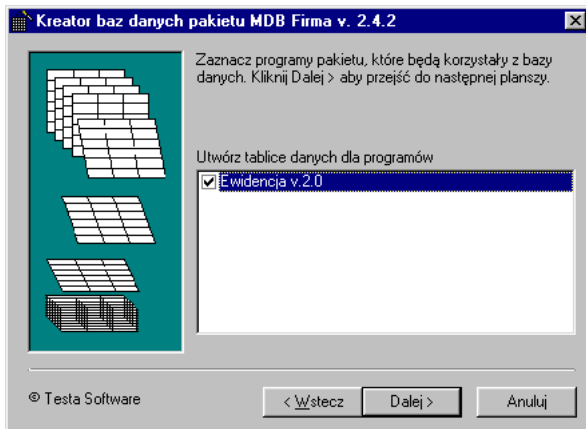 Kreator baz danych pakietu MDB Firma v. 2.4.2
Zaznacz programy pakietu, które będą korzystały z bazy
danych. Kliknij Dalej > aby przejść do następnej planszy.
Utwórz tablice danych dla programów
Ewidencja v.2.0
© Testa Software
< Wstecz
Dalej >
Anuluj